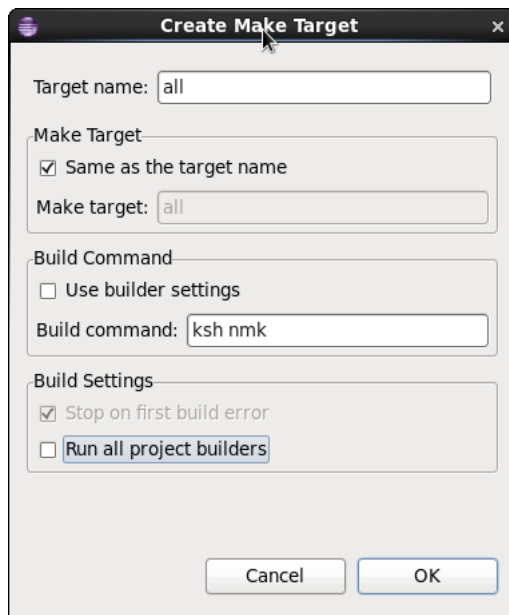 Create Make Target
Target name: all
Make Target
Same as the target name
Make target: all
Build Command
Use builder settings
Build command: ksh nmk
Build Settings
Stop on first build error
Run all project builders
Cancel OK